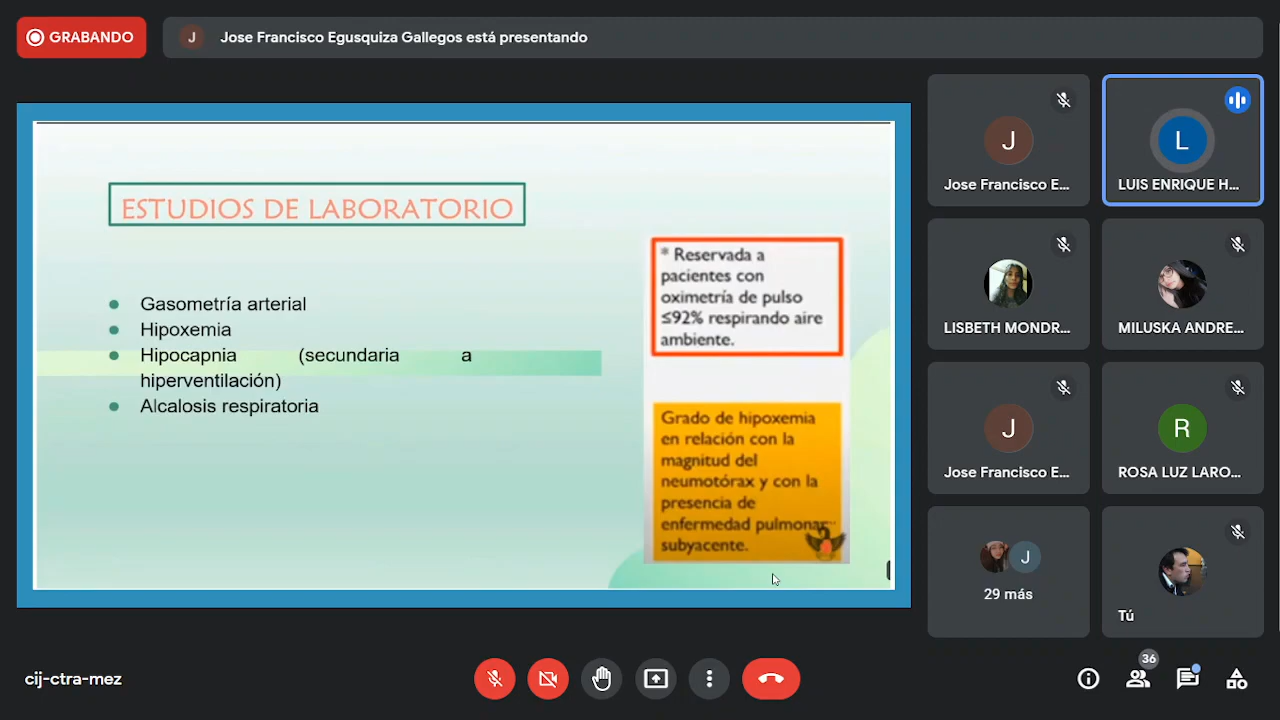 GRABANDO
J
Jose Francisco Egusquiza Gallegos está presentando
ESTUDIOS DE LABORATORIO
Gasometría arterial
Hipoxemia
Hipocapnia (secundaria a
hiperventilación)
Alcalosis respiratoria
* Reservada a
pacientes con
oximetría de pulso
≤92% respirando aire
ambiente.
Grado de hipoxemia
en relación con la
magnitud del
neumotórax y con la
presencia de
enfermedad pulmonar
subyacente.
J
Jose Francisco E...
L
LUIS ENRIQUE H...
LISBETH MONDR...
MILUSKA ANDRE...
J
Jose Francisco E...
R
ROSA LUZ LARO...
J
29 más
Tú
cij-ctra-mez
36